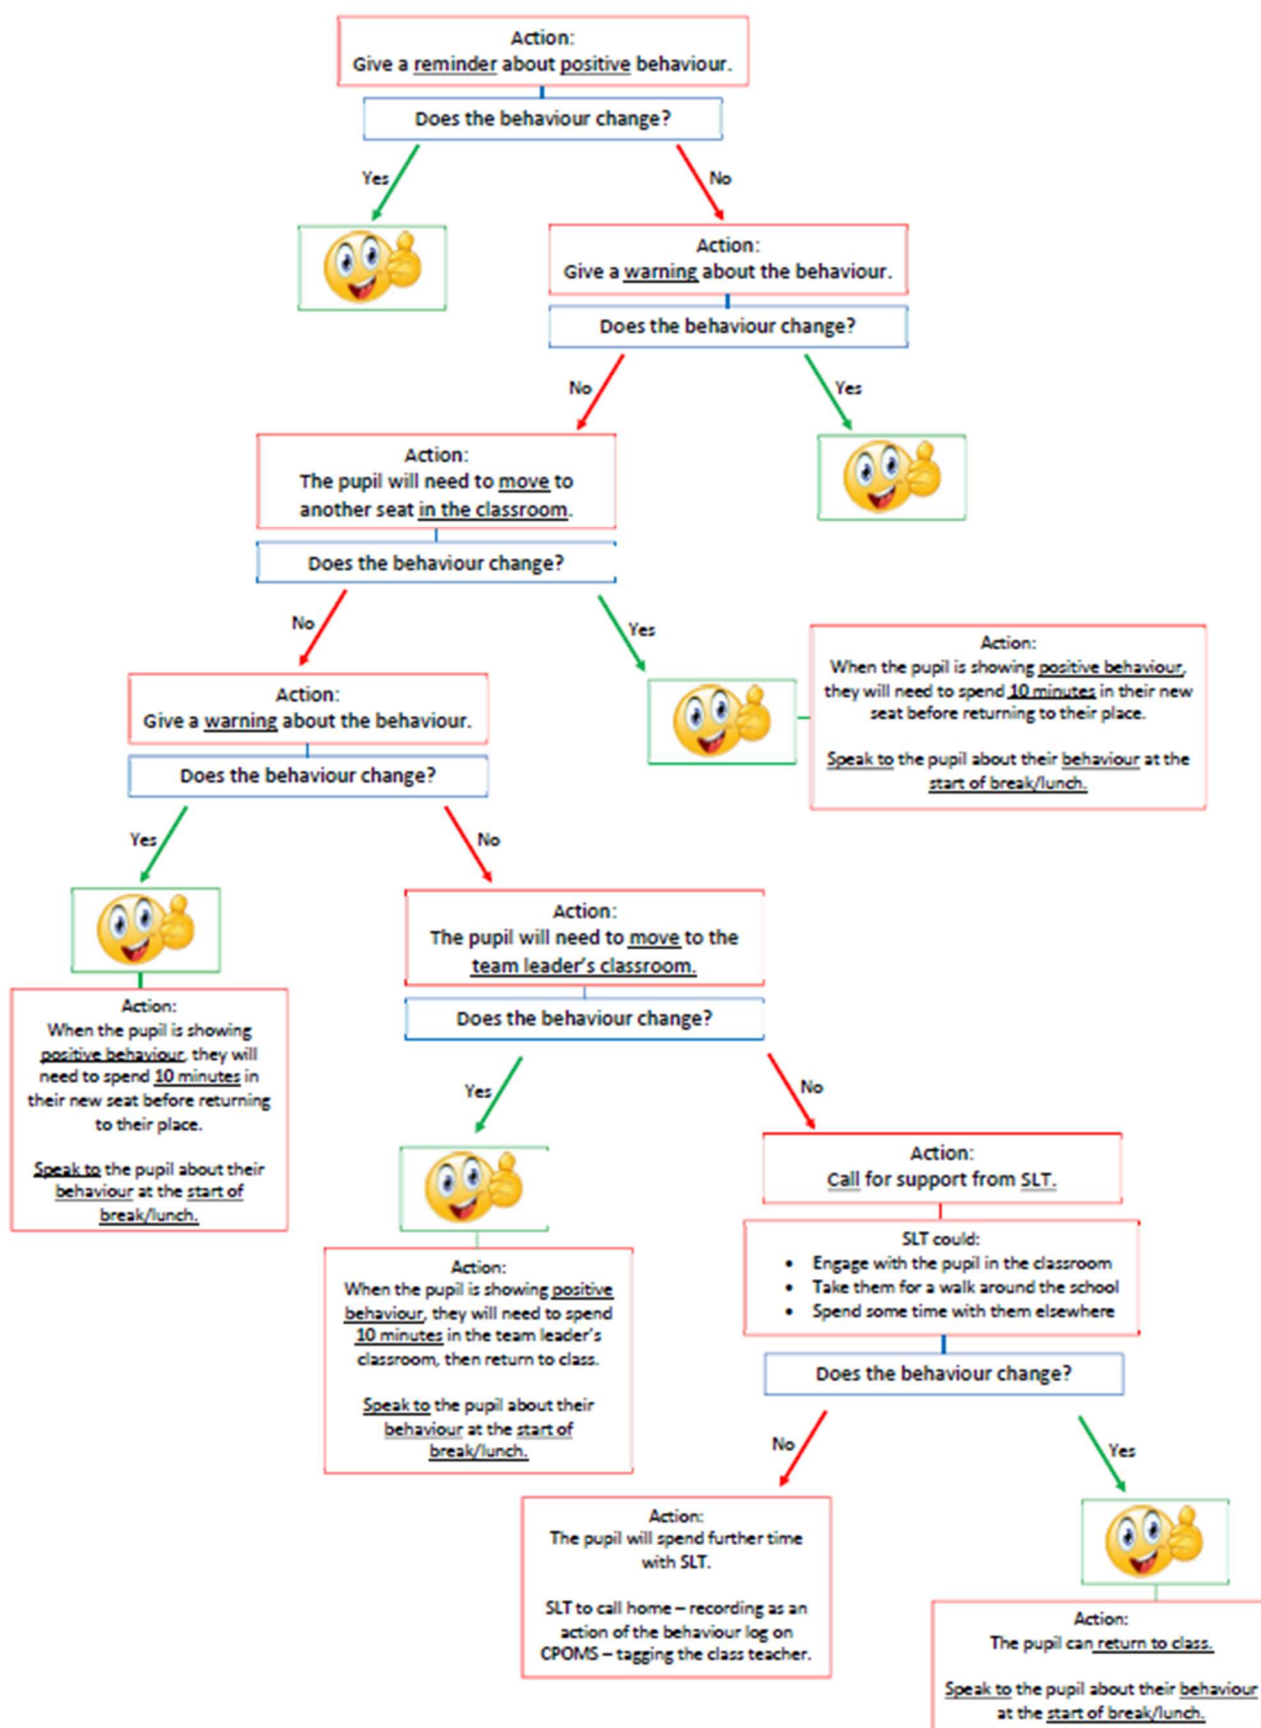 Action:
Give a reminder about positive behaviour.
Does the behaviour change?
Yes
No
Action:
Give a warning about the behaviour.
Does the behaviour change?
No
Yes
Action:
The pupil will need to move to
another seat in the classroom.
Does the behaviour change?
No
Yes
Action:
When the pupil is showing positive behaviour,
they will need to spend 10 minutes in their new
seat before returning to their place.
Speak to the pupil about their behaviour at the
start of break/lunch.
Action:
Give a warning about the behaviour.
Does the behaviour change?
Yes
No
Action:
When the pupil is showing
positive behaviour, they will
need to spend 10 minutes in
their new seat before returning
to their place.
Speak to the pupil about their
behaviour at the start of
break/lunch.
Action:
The pupil will need to move to the
team leader's classroom.
Does the behaviour change?
Yes
No
Action:
When the pupil is showing positive
behaviour, they will need to spend
10 minutes in the team leader's
classroom, then return to class.
Speak to the pupil about their
behaviour at the start of
break/lunch.
Action:
Call for support from SLT.
SLT could:
• Engage with the pupil in the classroom
• Take them for a walk around the school
• Spend some time with them elsewhere
Does the behaviour change?
No
Yes
Action:
The pupil will spend further time
with SLT.
SLT to call home – recording as an
action of the behaviour log on
CPOMS – tagging the class teacher.
Action:
The pupil can return to class.
Speak to the pupil about their behaviour
at the start of break/lunch.